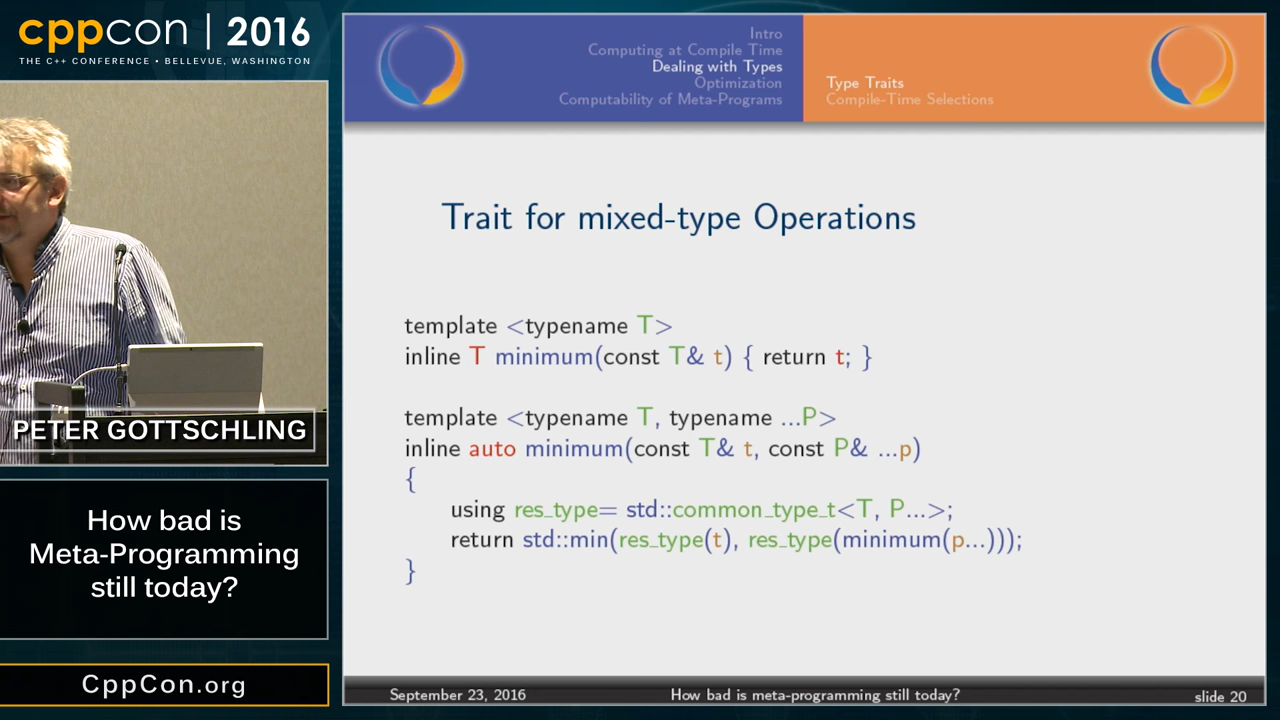 cppcon | 2016
THE C++ CONFERENCE • BELLEVUE, WASHINGTON
PETER GOTTSCHLING
How bad is
Meta-Programming
still today?
CppCon.org
Intro
Computing at Compile Time
Dealing with Types
Optimization
Computability of Meta-Programs
Type Traits
Compile-Time Selections
Trait for mixed-type Operations
template <typename T>
inline T minimum(const T& t) { return t; }
template <typename T, typename ...P>
inline auto minimum(const T& t, const P& ...p)
{
using res_type= std::common_type_t<T, P...>;
return std::min(res_type(t), res_type(minimum(p...)));
}
September 23, 2016
How bad is meta-programming still today?
slide 20